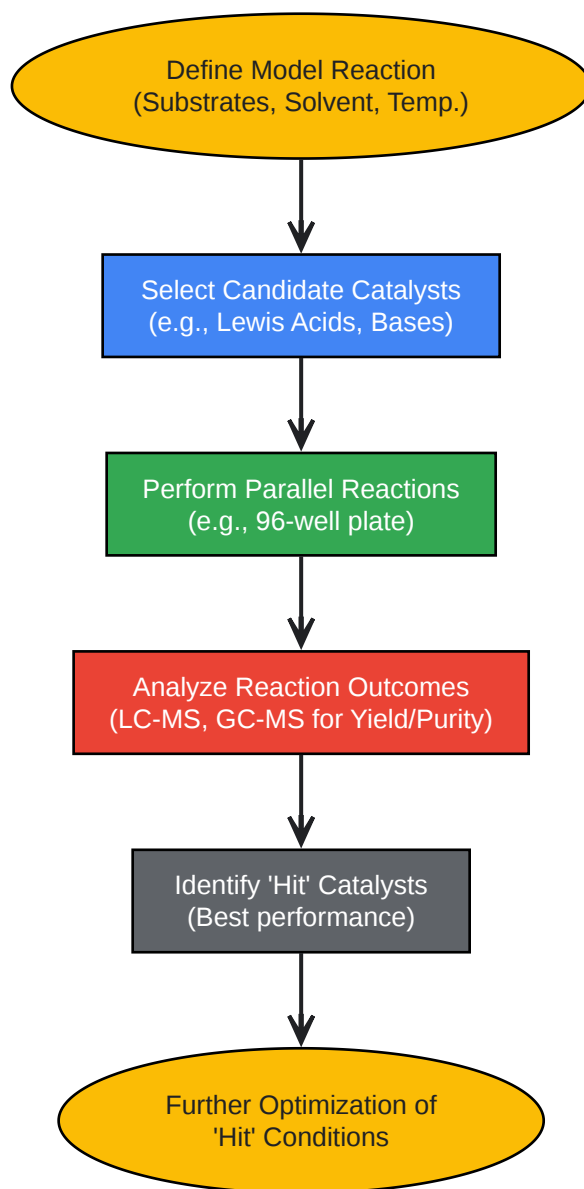 Define Model Reaction
(Substrates, Solvent, Temp.)
Select Candidate Catalysts
(e.g., Lewis Acids, Bases)
Perform Parallel Reactions
(e.g., 96-well plate)
Analyze Reaction Outcomes
(LC-MS, GC-MS for Yield/Purity)
Identify 'Hit' Catalysts
(Best performance)
Further Optimization of
'Hit' Conditions